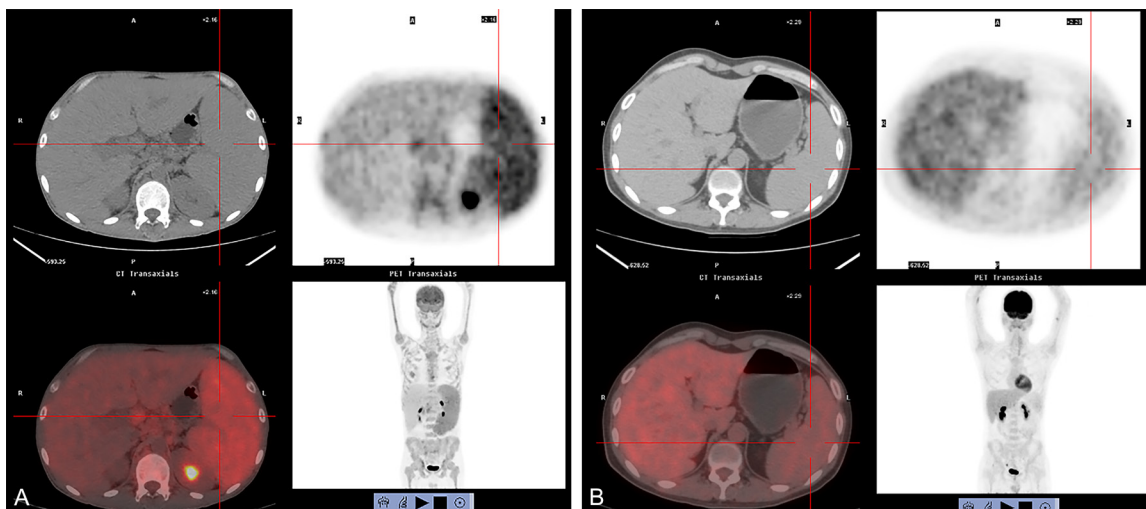 A +2.16 A +2.16
R L
-593.25 P -593.25
CT Transaxials PET Transaxials
A +2.16
R L
A
A +2.29 A +2.29
R L
-628.52 P -628.52
CT Transaxials PET Transaxials
A +2.29
R L
B